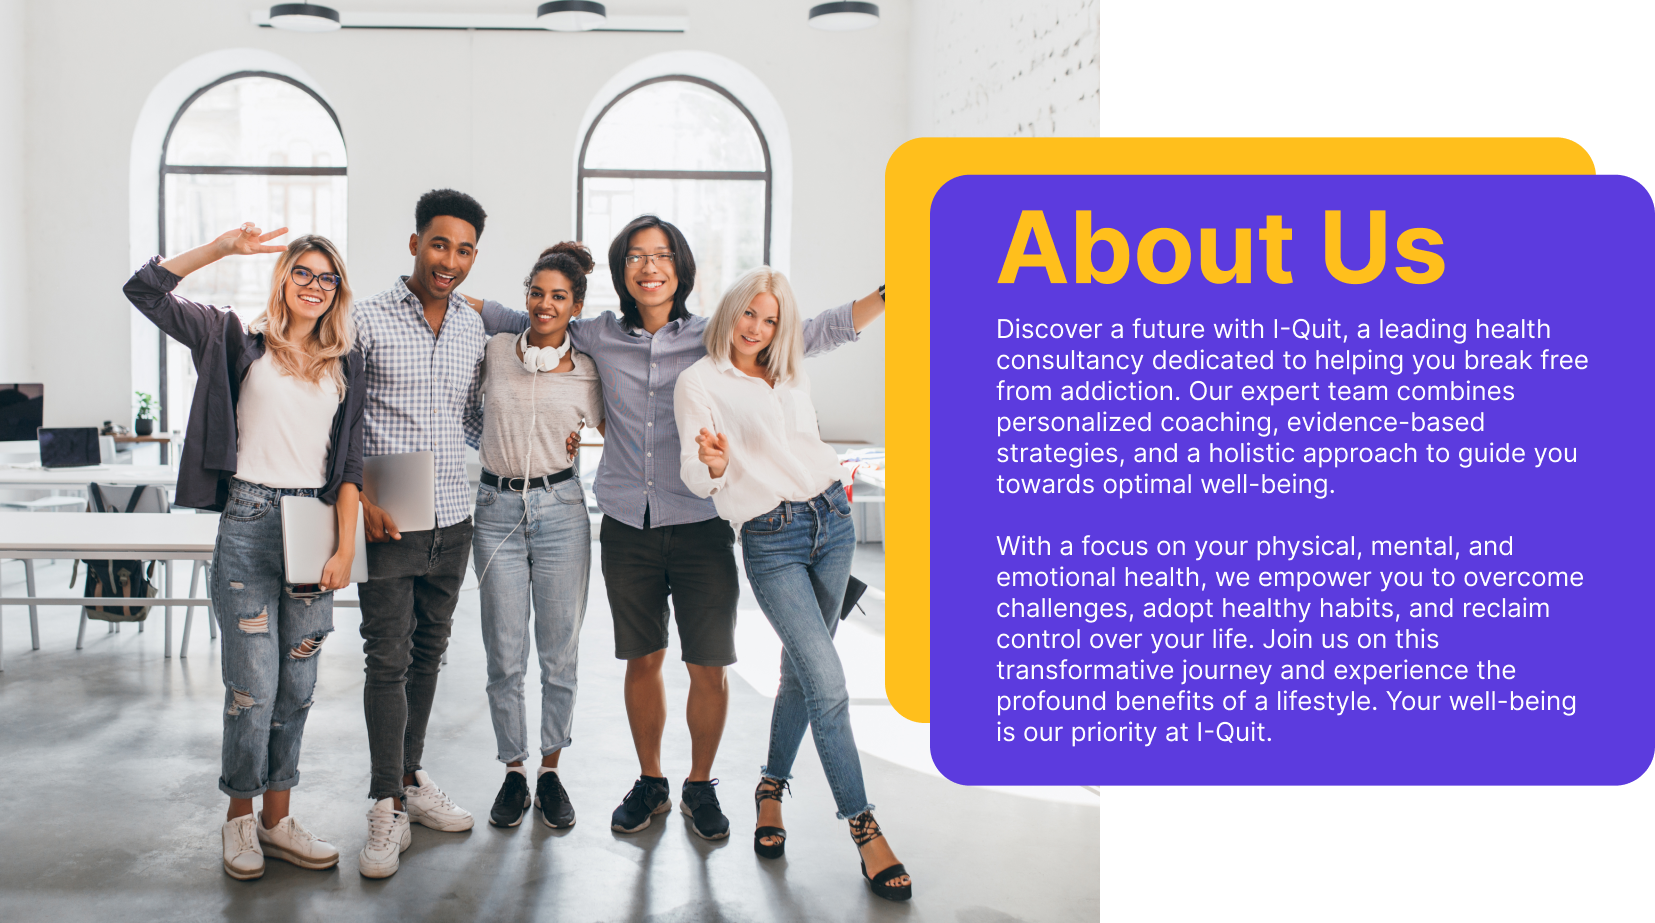 About Us
Discover a future with I-Quit, a leading health
consultancy dedicated to helping you break free
from addiction. Our expert team combines
personalized coaching, evidence-based
strategies, and a holistic approach to guide you
towards optimal well-being.
With a focus on your physical, mental, and
emotional health, we empower you to overcome
challenges, adopt healthy habits, and reclaim
control over your life. Join us on this
transformative journey and experience the
profound benefits of a lifestyle. Your well-being
is our priority at I-Quit.